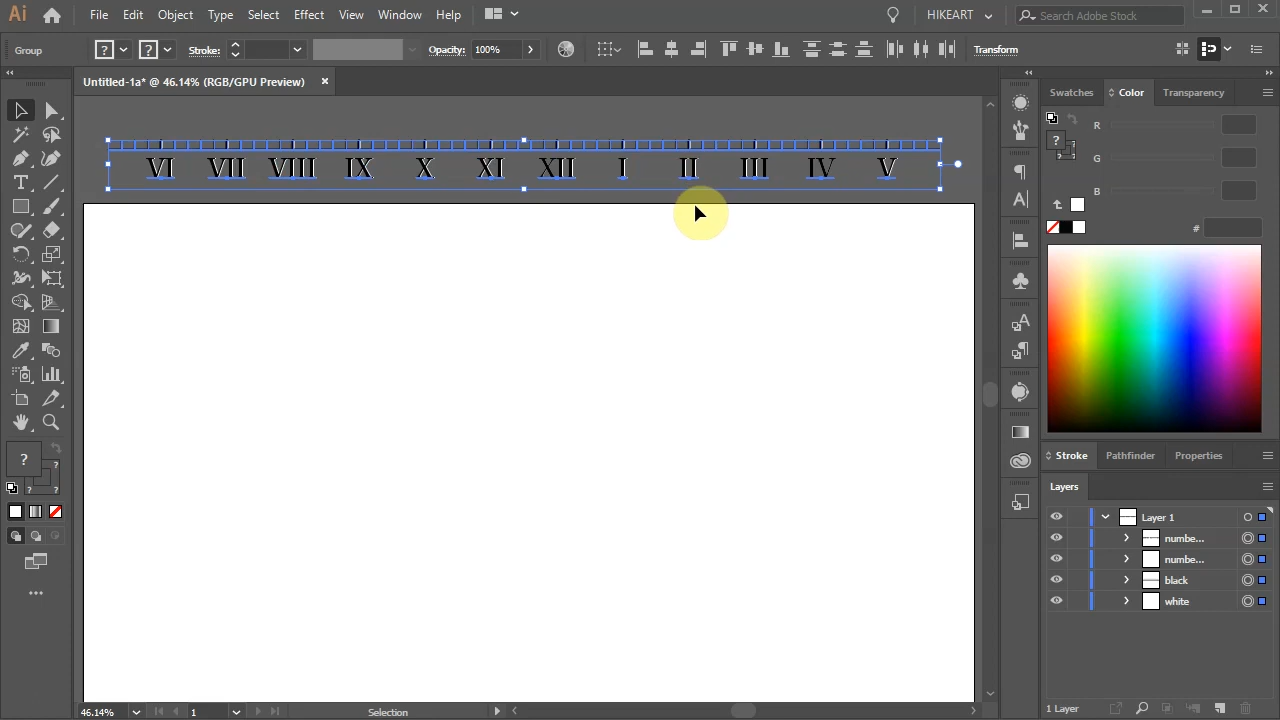 Ai File Edit Object Type Select Effect View Window Help HIKEART Search Adobe Stock
Group ? ? Stroke: Opacity: 100% Transform
Untitled-1a* @ 46.14% (RGB/GPU Preview) ×
Swatches Color Transparency
R
G
B
#
VI VII VIII IX X XI XII I II III IV V
Stroke Pathfinder Properties
Layers
Layer 1
numbe...
numbe...
black
white
46.14% 1 Selection
1 Layer